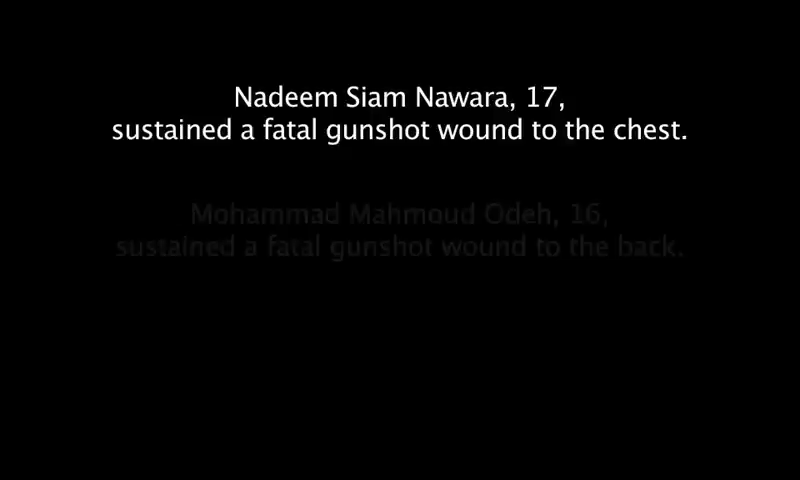 Nadeem Siam Nawara, 17,
sustained a fatal gunshot wound to the chest.
Mohammad Mahmoud Odeh, 16,
sustained a fatal gunshot wound to the back.